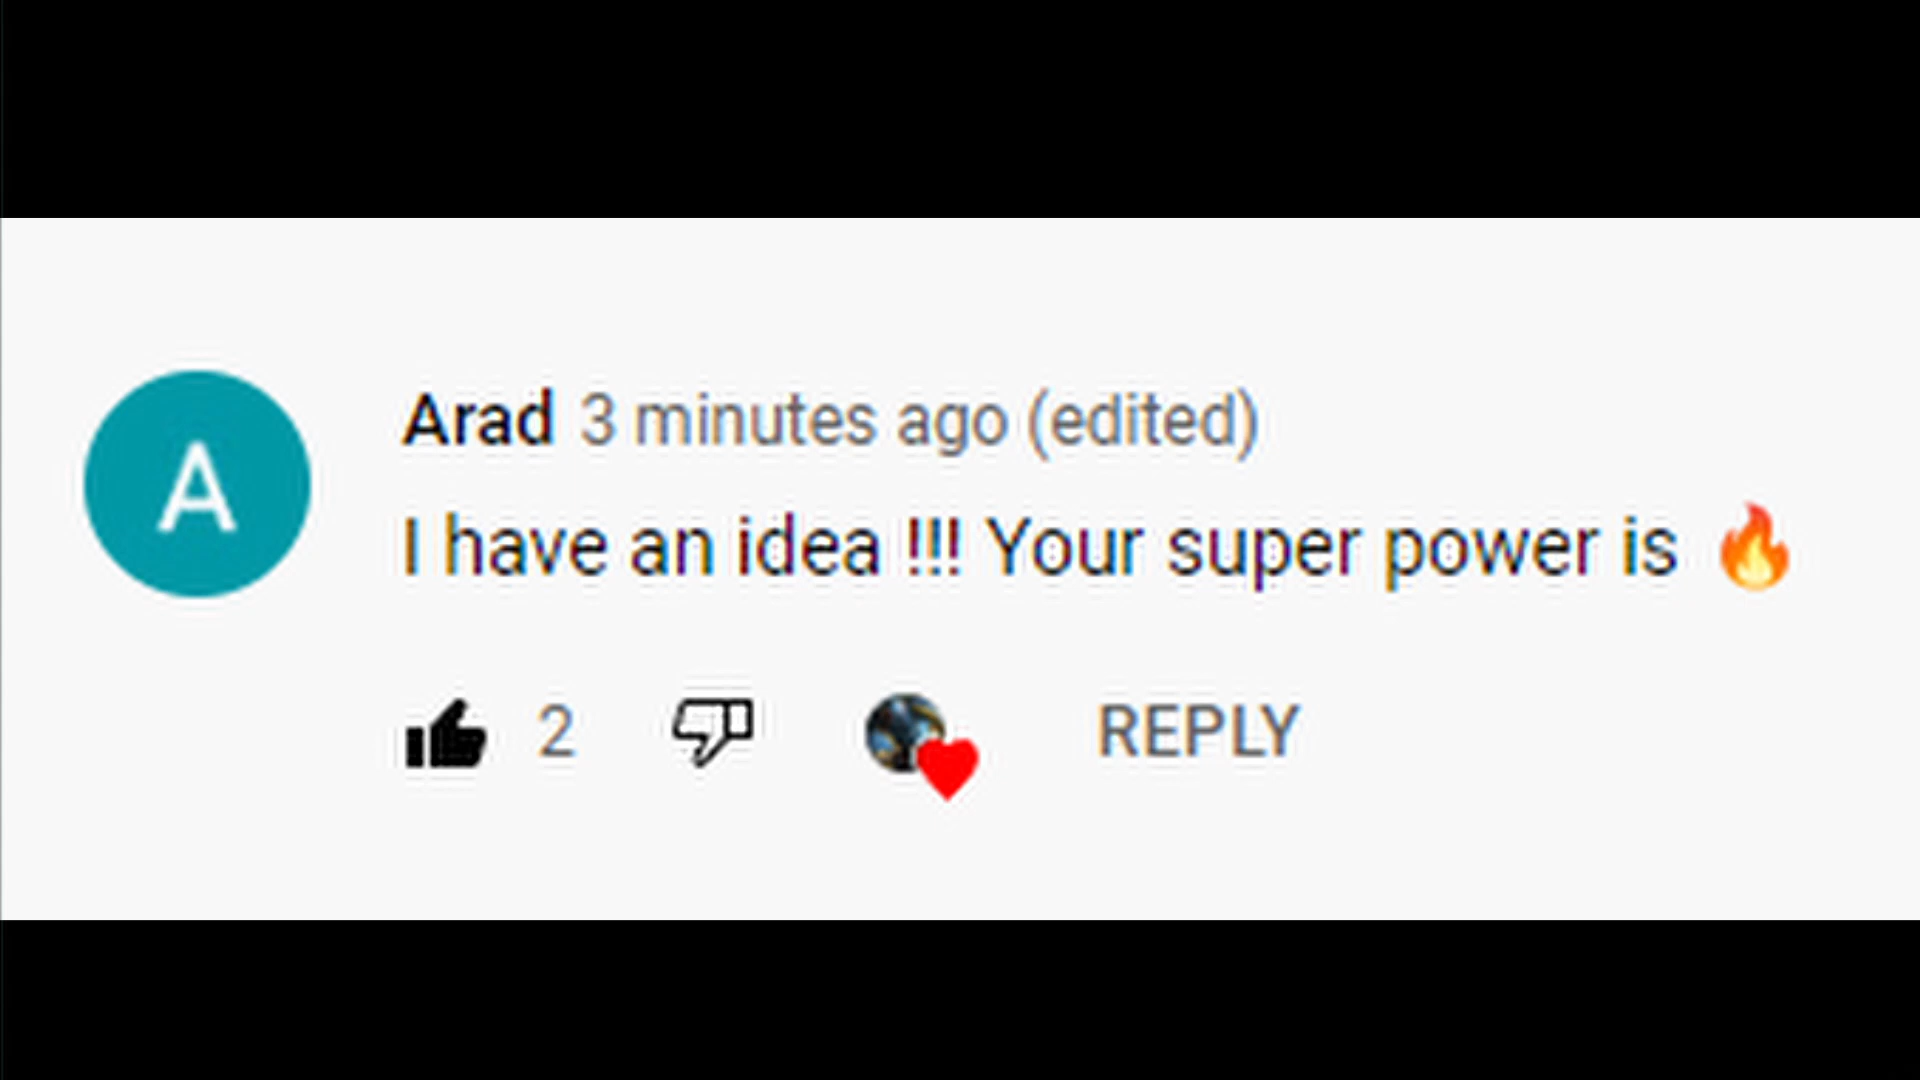 A
Arad 3 minutes ago (edited)
I have an idea !!! Your super power is 🔥
2 REPLY